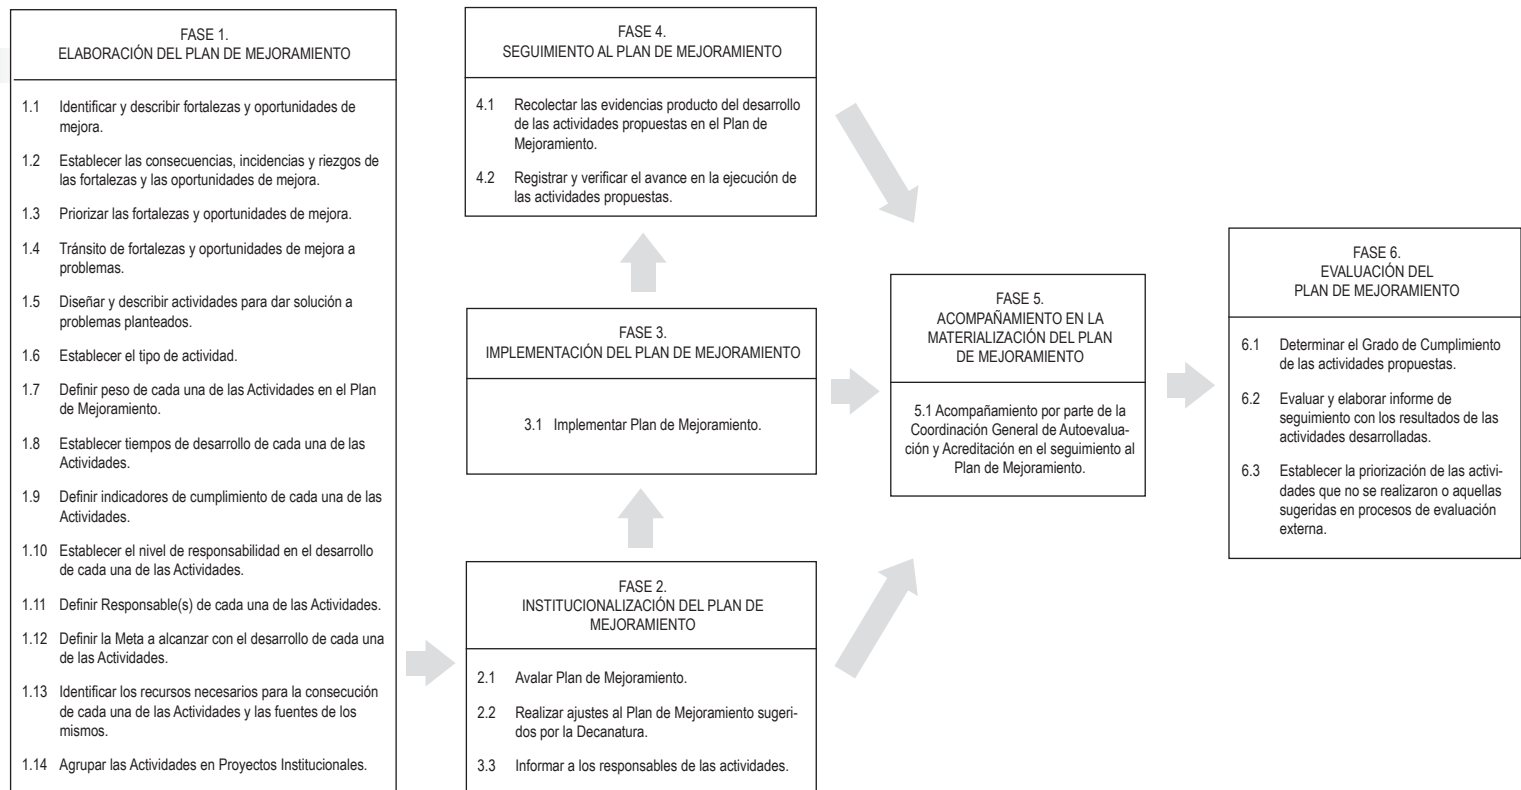 FASE 1.
ELABORACIÓN DEL PLAN DE MEJORAMIENTO
1.1 Identificar y describir fortalezas y oportunidades de
mejora.
1.2 Establecer las consecuencias, incidencias y riezgos de
las fortalezas y las oportunidades de mejora.
1.3 Priorizar las fortalezas y oportunidades de mejora.
1.4 Tránsito de fortalezas y oportunidades de mejora a
problemas.
1.5 Diseñar y describir actividades para dar solución a
problemas planteados.
1.6 Establecer el tipo de actividad.
1.7 Definir peso de cada una de las Actividades en el Plan
de Mejoramiento.
1.8 Establecer tiempos de desarrollo de cada una de las
Actividades.
1.9 Definir indicadores de cumplimiento de cada una de las
Actividades.
1.10 Establecer el nivel de responsabilidad en el desarrollo
de cada una de las Actividades.
1.11 Definir Responsable(s) de cada una de las Actividades.
1.12 Definir la Meta a alcanzar con el desarrollo de cada una
de las Actividades.
1.13 Identificar los recursos necesarios para la consecución
de cada una de las Actividades y las fuentes de los
mismos.
1.14 Agrupar las Actividades en Proyectos Institucionales.
FASE 2.
INSTITUCIONALIZACIÓN DEL PLAN DE
MEJORAMIENTO
2.1 Avalar Plan de Mejoramiento.
2.2 Realizar ajustes al Plan de Mejoramiento sugeri-
dos por la Decanatura.
3.3 Informar a los responsables de las actividades.
FASE 3.
IMPLEMENTACIÓN DEL PLAN DE MEJORAMIENTO
3.1 Implementar Plan de Mejoramiento.
FASE 4.
SEGUIMIENTO AL PLAN DE MEJORAMIENTO
4.1 Recolectar las evidencias producto del desarrollo
de las actividades propuestas en el Plan de
Mejoramiento.
4.2 Registrar y verificar el avance en la ejecución de
las actividades propuestas.
FASE 5.
ACOMPAÑAMIENTO EN LA
MATERIALIZACIÓN DEL PLAN
DE MEJORAMIENTO
5.1 Acompañamiento por parte de la
Coordinación General de Autoevalua-
ción y Acreditación en el seguimiento al
Plan de Mejoramiento.
FASE 6.
EVALUACIÓN DEL
PLAN DE MEJORAMIENTO
6.1 Determinar el Grado de Cumplimiento
de las actividades propuestas.
6.2 Evaluar y elaborar informe de
seguimiento con los resultados de las
actividades desarrolladas.
6.3 Establecer la priorización de las activi-
dades que no se realizaron o aquellas
sugeridas en procesos de evaluación
externa.